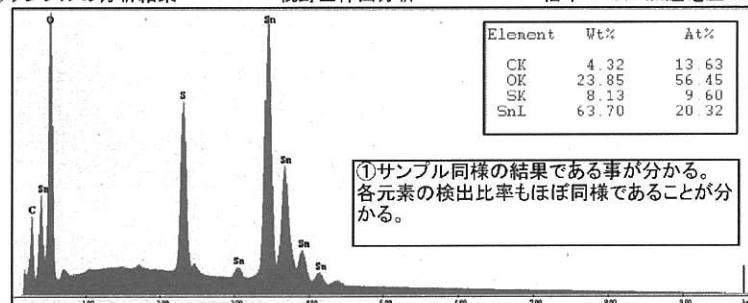 Element Wt% At%
CK 4.32 13.63
OK 23.85 56.45
SK 8.13 9.60
SnL 63.70 20.32
①サンプル同様の結果である事が分かる。
各元素の検出比率もほぼ同様であることが分
かる。
O
Sn
S
Sn
Sn
C
Sn
Sn
Sn